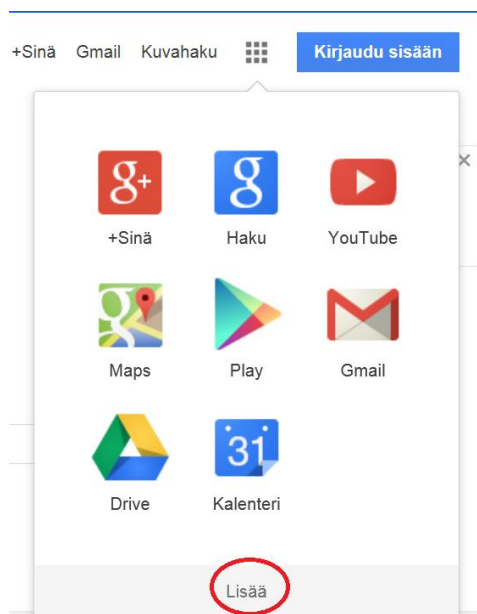 +Sinä Gmail Kuvahaku Kirjaudu sisään
g+ g
+Sinä Haku YouTube
g
Maps Play Gmail
31
Drive Kalenteri
Lisää